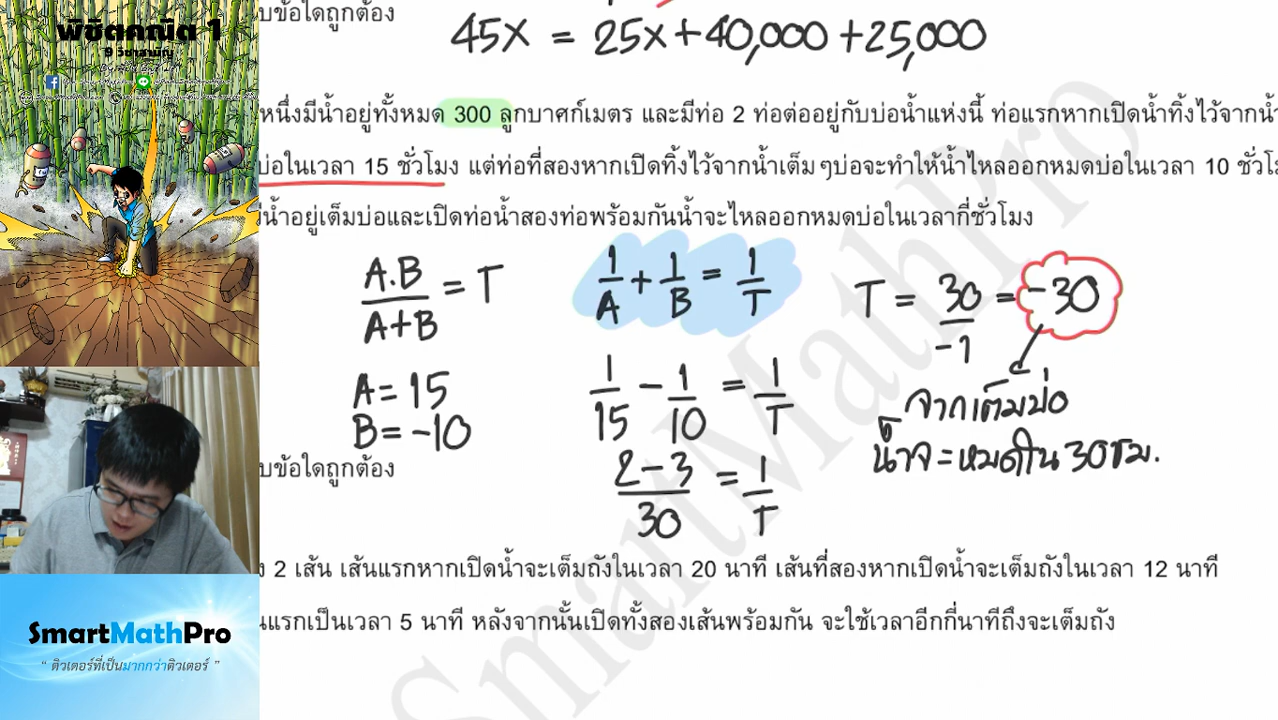 พิชิตคณิต 1
9 วิชาสามัญ
บข้อใดถูกต้อง
45x = 25x + 40,000 + 25,000
หนึ่งมีน้ำอยู่ทั้งหมด 300 ลูกบาศก์เมตร และมีท่อ 2 ท่อต่ออยู่กับบ่อน้ำแห่งนี้ ท่อแรกหากเปิดน้ำทิ้งไว้จากน้ำ
บ่อในเวลา 15 ชั่วโมง แต่ท่อที่สองหากเปิดทิ้งไว้จากน้ำเต็มๆบ่อจะทำให้น้ำไหลออกหมดบ่อในเวลา 10 ชั่วโม
น้ำอยู่เต็มบ่อและเปิดท่อน้ำสองท่อพร้อมกันน้ำจะไหลออกหมดบ่อในเวลากี่ชั่วโมง
A.B/A+B = T
A = 15
B = -10
1/A + 1/B = 1/T
1/15 - 1/10 = 1/T
2-3/30 = 1/T
T = 30/-1 = -30
จากเต็มบ่อ
น้ำจะหมดใน 30 ชม.
บข้อใดถูกต้อง
ง 2 เส้น เส้นแรกหากเปิดน้ำจะเต็มถังในเวลา 20 นาที เส้นที่สองหากเปิดน้ำจะเต็มถังในเวลา 12 นาที
นแรกเป็นเวลา 5 นาที หลังจากนั้นเปิดทั้งสองเส้นพร้อมกัน จะใช้เวลาอีกกี่นาทีถึงจะเต็มถัง
SmartMathPro
“ ติวเตอร์ที่เป็นมากกว่าติวเตอร์ ”
SmartMathPro